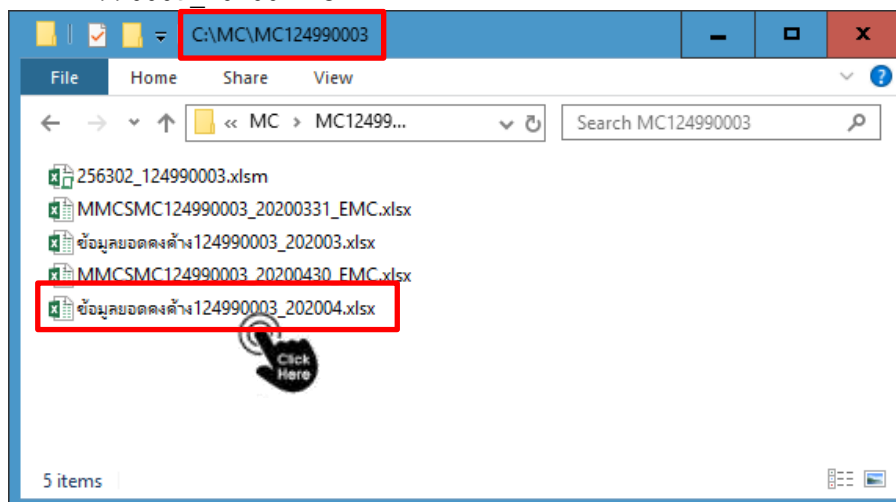 C:\MC\MC124990003
File Home Share View
« MC > MC12499...
Search MC124990003
256302_124990003.xlsm
MMCSMC124990003_20200331_EMC.xlsx
ข้อมูลยอดคงค้าง124990003_202003.xlsx
MMCSMC124990003_20200430_EMC.xlsx
ข้อมูลยอดคงค้าง124990003_202004.xlsx
Click
Here
5 items